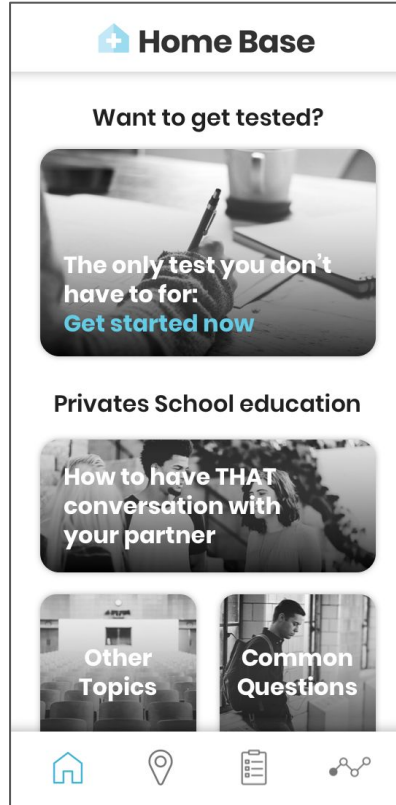 Home Base
Want to get tested?
The only test you don't
have to for:
Get started now
Privates School education
How to have THAT
conversation with
your partner
Other
Topics
Common
Questions